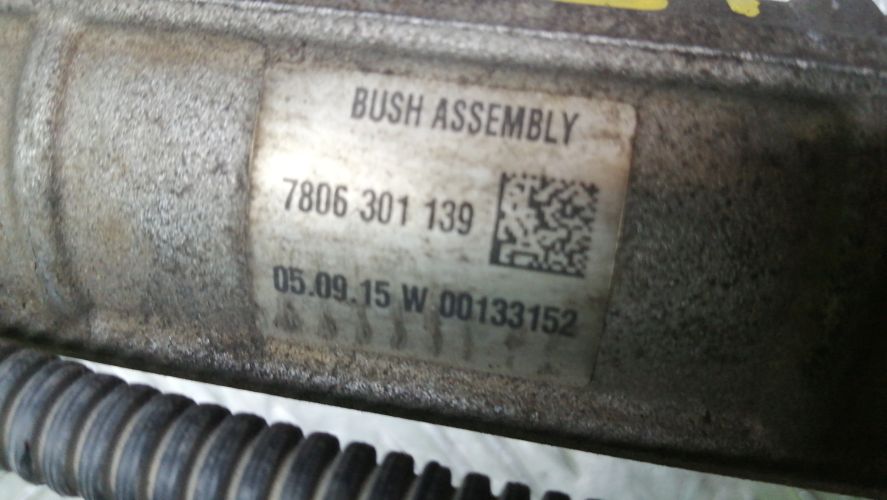 BUSH ASSEMBLY
7806 301 139
05.09.15 W 00133152